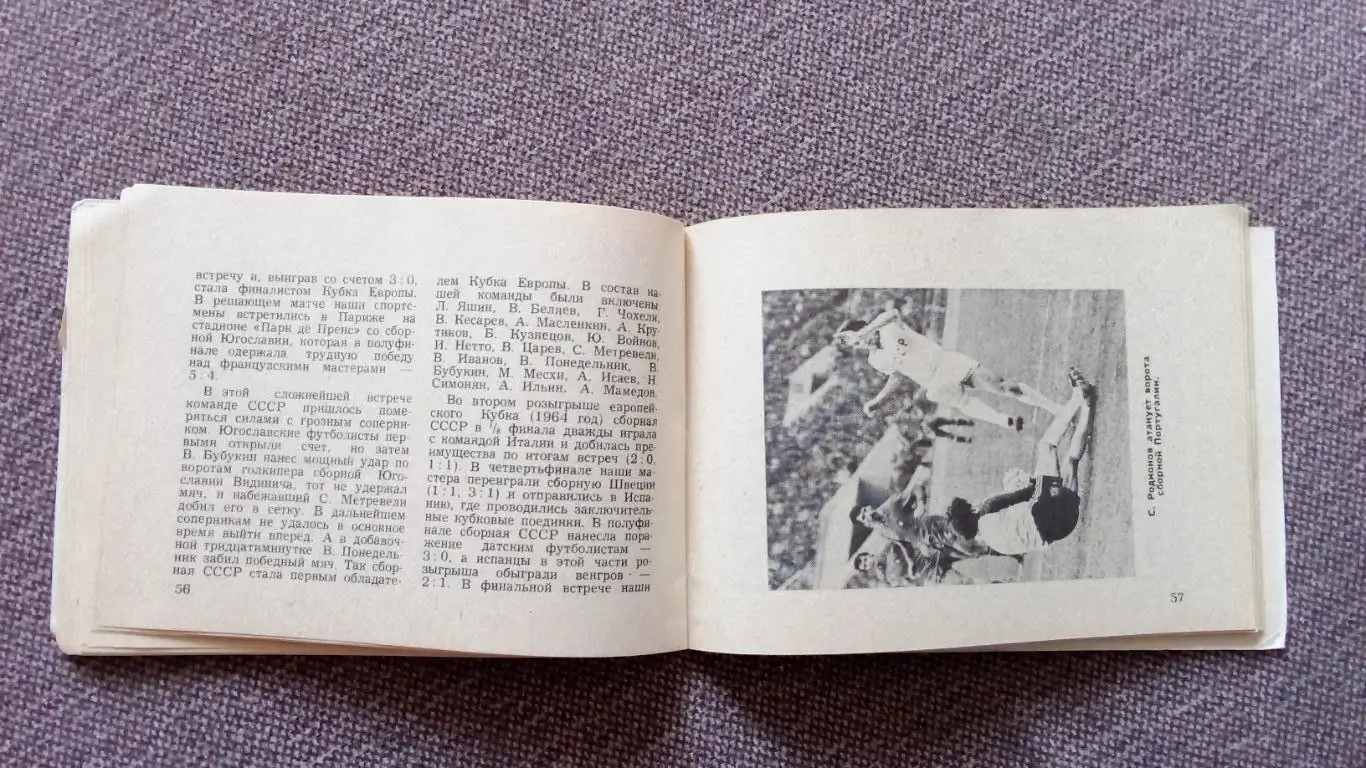 встречу и, выиграв со счетом 3:0,
стала финалистом Кубка Европы.
В решающем матче наша спортс-
мены встретились в Париже на
стадионе «Парк де Пренс» со сбор-
ной Югославии, которая в полуфи-
нале одержала трудную победу
над французскими мастерами —
5:4.
В этой сложнейшей встрече
команде СССР пришлось поме-
ряться силами с грозным соперни-
ком. Югославские футболисты пер-
выми открыли счет, но затем
В. Бубукин нанес мощный удар по
воротам голкипера сборной Юго-
славии Видинича, тот не удержал
мяч, и набежавший С. Метревели
добил его в сетку. В дальнейшем
соперникам не удалось в основное
время выйти вперед. А в добавоч-
ной тридцатиминутке В. Понедель-
ник забил победный мяч. Так сбор-
ная СССР стала первым обладате-
56
лем Кубка Европы. В состав на-
шей команды были включены
Л. Яшин, В. Беляев, Г. Чохели,
В. Кесарев, А. Масленкин, А. Кру-
тиков, Б. Кузнецов, Ю. Войнов,
И. Нетто, В. Царев, С. Метревели,
В. Иванов, В. Понедельник, В.
Бубукин, М. Месхи, А. Исаев, Н.
Симонян, А. Ильин, А. Мамедов.
Во втором розыгрыше европей-
ского Кубка (1964 год) сборная
СССР в 1/8 финала дважды играла
с командой Италии и добилась пре-
имущества по итогам встреч (2:0,
1:1). В четвертьфинале наши ма-
стера переиграли сборную Швеции
(1:1, 3:1) и отправились в Испа-
нию, где проводились заключитель-
ные кубковые поединки. В полуфи-
нале сборная СССР нанесла пора-
жение датским футболистам —
3:0, а испанцы в этой части ро-
зыгрыша обыграли венгров —
2:1. В финальной встрече наши
С. Родионов атакует ворота
сборной Португалии.
57